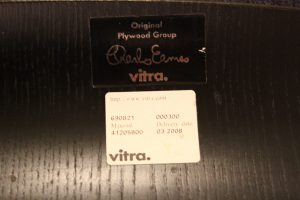 Original
Plywood Group
Charles Eames
vitra.
http://www.vitra.com
690821 000300
Material Delivery date
41205800 03 2008
vitra.